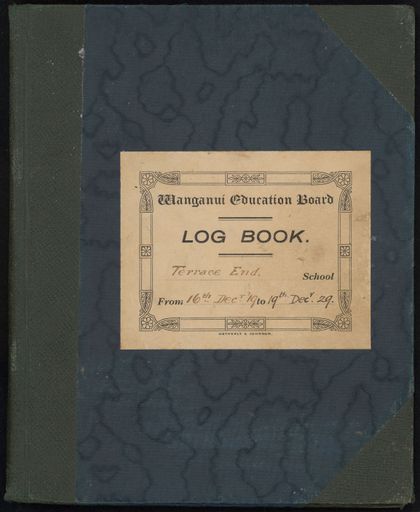 Wanganui Education Board
LOG BOOK.
Terrace End. School
From 16th Decr 19 to 19th Decr. 29.